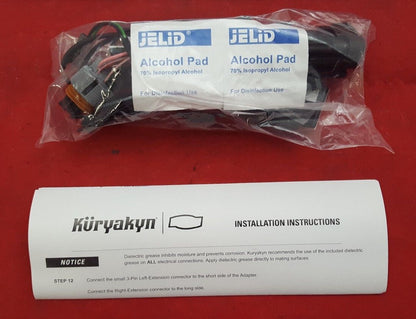 JELID
JELID
Alcohol Pad
Alcohol Pad
70% Isopropyl Alcohol
70% Isopropyl Alcohol
For Disinfection Use
For Disinfection Use
Küryakyn
INSTALLATION INSTRUCTIONS
NOTICE
Dielectric grease inhibits moisture and prevents corrosion. Kuryakyn recommends the use of the included dielectric
grease on ALL electrical connections. Apply dielectric grease directly to mating surfaces.
STEP 12
Connect the small 3-Pin Left-Extension connector to the short side of the Adapter.
Connect the Right-Extension connector to the long side.